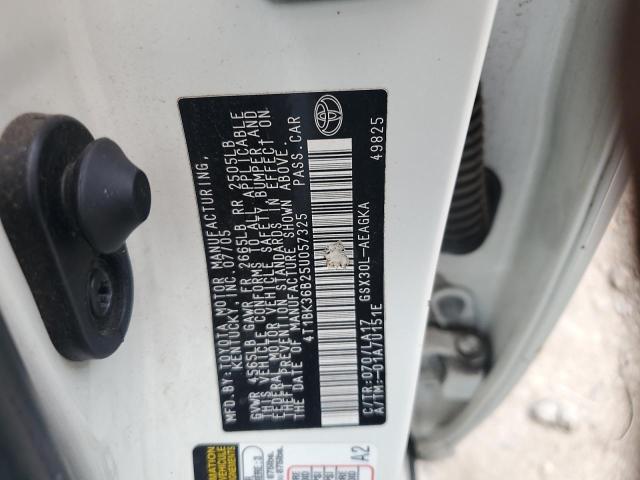 MFD.BY:TOYOTA MOTOR MANUFACTURING,
KENTUCKY, INC. 07/05
GVWR 4565LB GAWR FR 2665LB RR 2505LB
THIS VEHICLE CONFORMS TO ALL APPLICABLE
FEDERAL MOTOR VEHICLE SAFETY, BUMPER, AND
THEFT PREVENTION STANDARDS IN EFFECT ON
THE DATE OF MANUFACTURE SHOWN ABOVE.
4T1BK36B25U057325 PASS.CAR
C/TR:070/LA17 GSX30L-AEAGKA
A/TM:-01A/U151E 49825
MATION
VEHICULE
A2